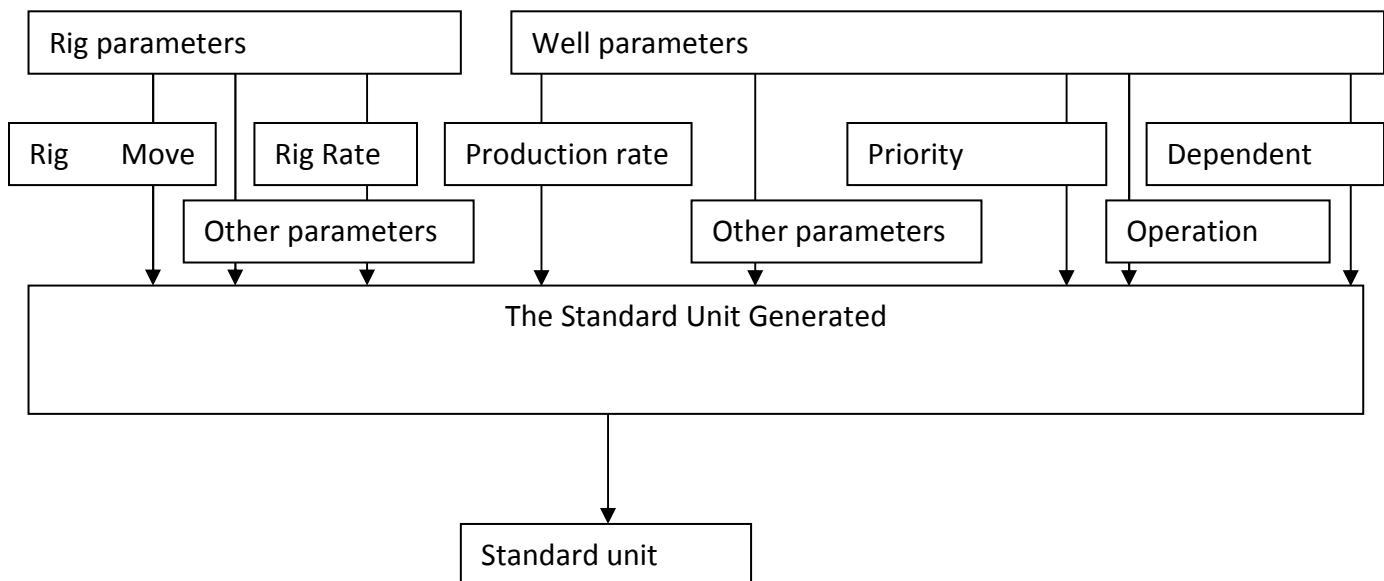 Rig parameters
Well parameters
Rig Move
Rig Rate
Production rate
Priority
Dependent
Other parameters
Other parameters
Operation
The Standard Unit Generated
Standard unit